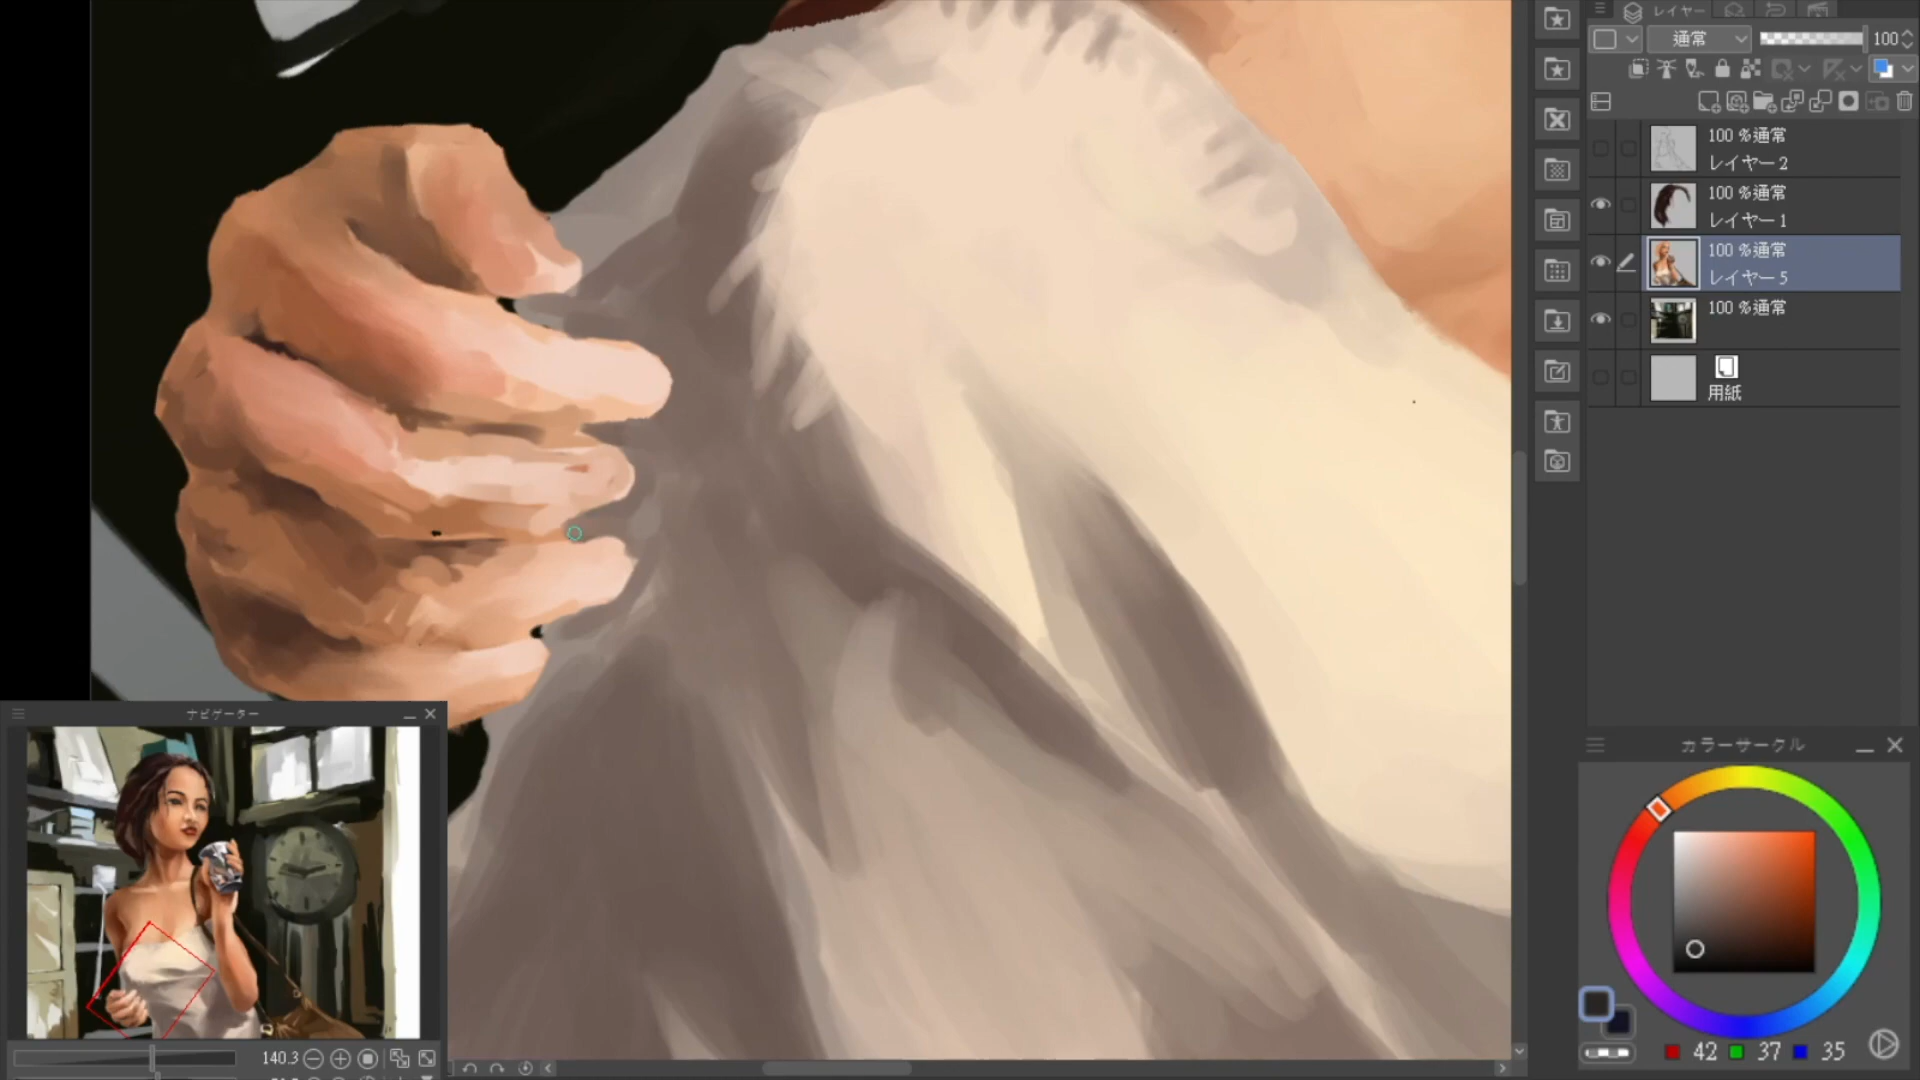 レイヤー
通常
100
100 %通常
レイヤー 2
100 %通常
レイヤー 1
100 %通常
レイヤー 5
100 %通常
用紙
ナビゲーター
140.3
カラーサークル
42 37 35